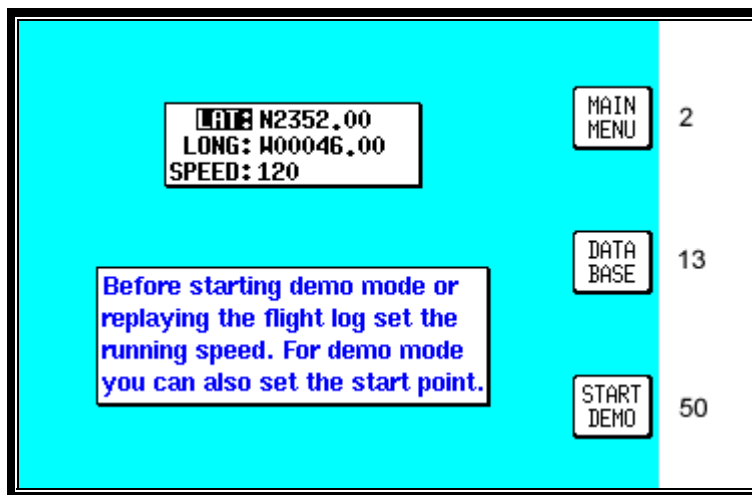 LAT: N2352.00
LONG: W00046.00
SPEED: 120
MAIN
MENU
2
Before starting demo mode or
replaying the flight log set the
running speed. For demo mode
you can also set the start point.
DATA
BASE
13
START
DEMO
50